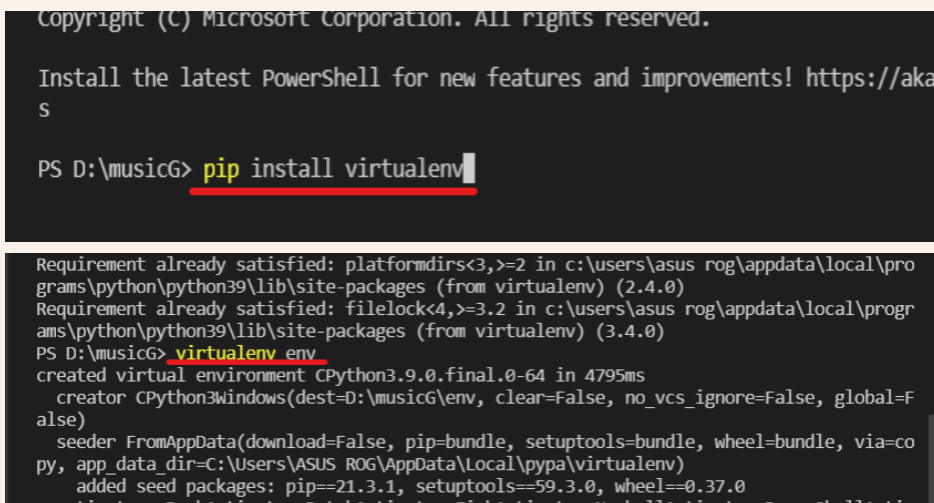 Copyright (C) Microsoft Corporation. All rights reserved.
Install the latest PowerShell for new features and improvements! https://aka
s
PS D:\musicG> pip install virtualenv
Requirement already satisfied: platformdirs<3,>=2 in c:\users\asus rog\appdata\local\pro
grams\python\python39\lib\site-packages (from virtualenv) (2.4.0)
Requirement already satisfied: filelock<4,>=3.2 in c:\users\asus rog\appdata\local\progr
ams\python\python39\lib\site-packages (from virtualenv) (3.4.0)
PS D:\musicG> virtualenv env
created virtual environment CPython3.9.0.final.0-64 in 4795ms
  creator CPython3Windows(dest=D:\musicG\env, clear=False, no_vcs_ignore=False, global=F
alse)
  seeder FromAppData(download=False, pip=bundle, setuptools=bundle, wheel=bundle, via=co
py, app_data_dir=C:\Users\ASUS ROG\AppData\Local\pypa\virtualenv)
    added seed packages: pip==21.3.1, setuptools==59.3.0, wheel==0.37.0